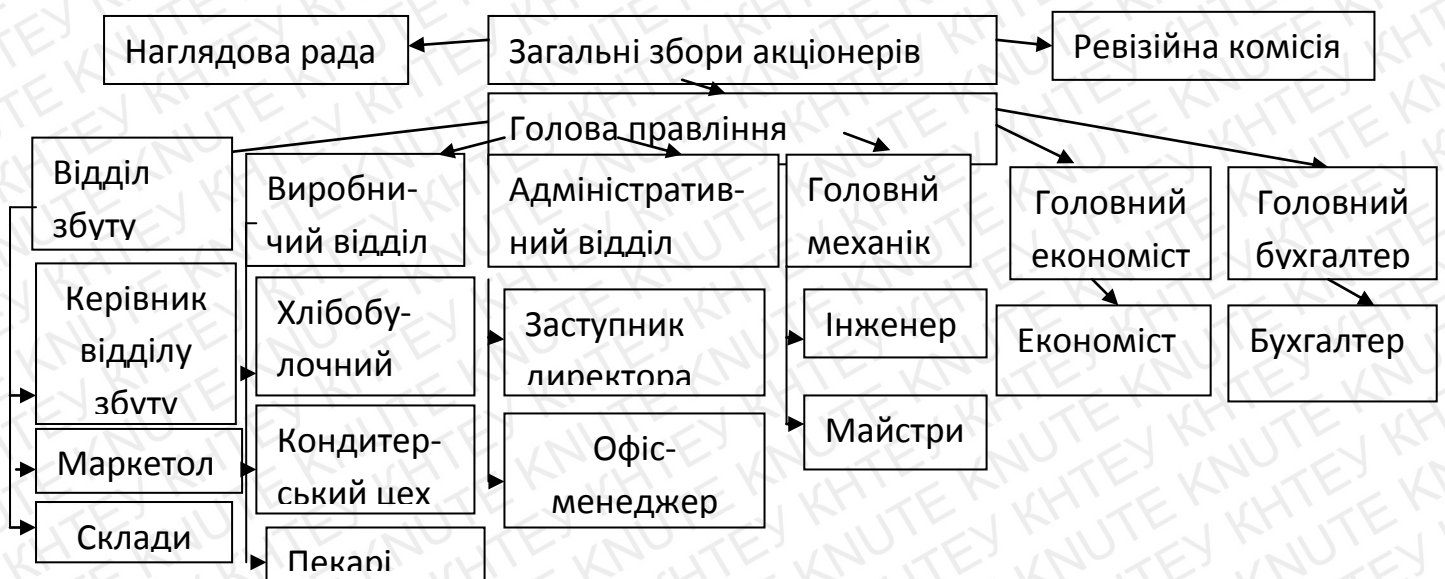 Наглядова рада
Загальні збори акціонерів
Ревізійна комісія
Голова правління
Відділ
збуту
Виробни-
чий відділ
Адміністратив-
ний відділ
Головнй
механік
Головний
економіст
Головний
бухгалтер
Керівник
відділу
збуту
Маркетол
Склади
Хлібобу-
лочний
Кондитер-
ський цех
Пекарі
Заступник
директора
Офіс-
менеджер
Інженер
Майстри
Економіст
Бухгалтер